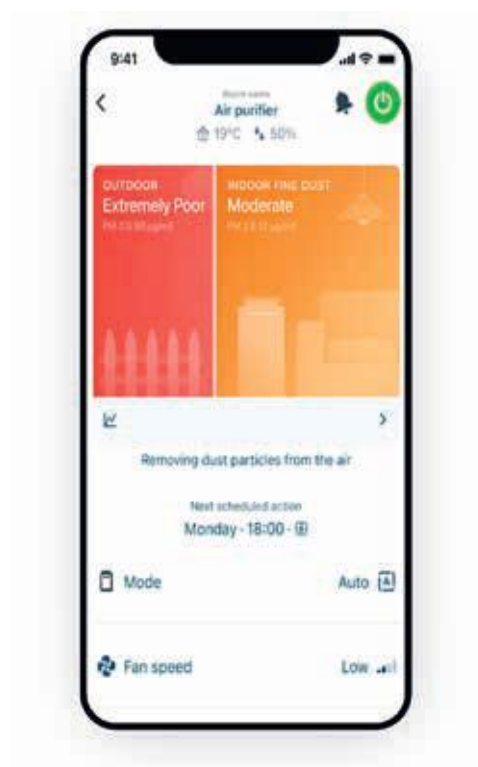 9:41
Room name
Air purifier
19°C 50%
OUTDOOR
Extremely Poor
INDOOR FINE DUST
Moderate
Removing dust particles from the air
Next scheduled action
Monday - 18:00 -
Mode
Auto A
Fan speed
Low